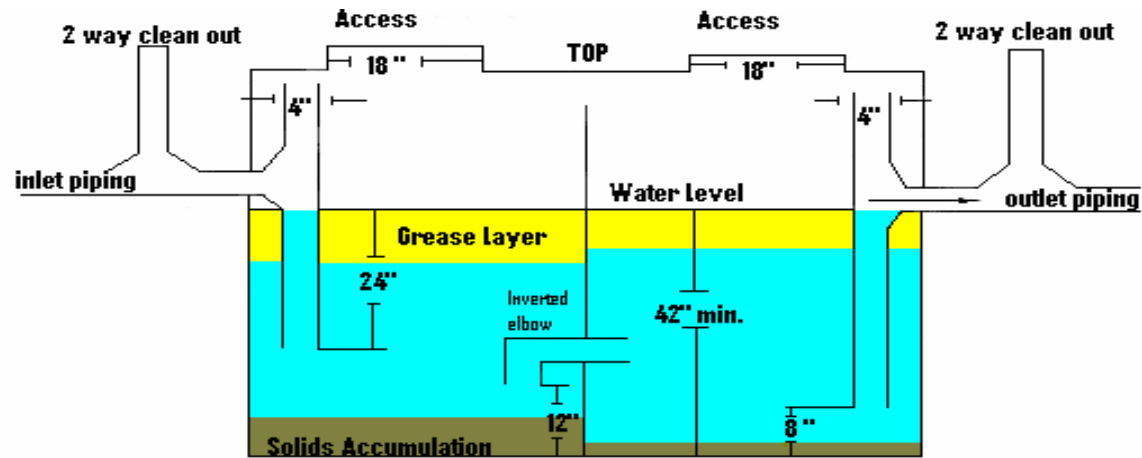 Access
Access
2 way clean out
TOP
2 way clean out
18"
18"
4"
4"
inlet piping
Water Level
outlet piping
Grease Layer
24"
Inverted
elbow
42" min.
12"
8"
Solids Accumulation